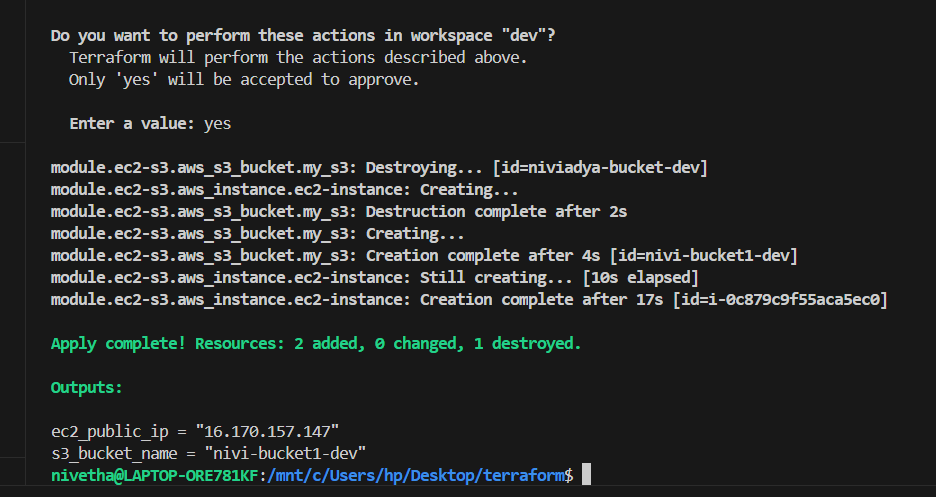 Do you want to perform these actions in workspace "dev"?
Terraform will perform the actions described above.
Only 'yes' will be accepted to approve.
Enter a value: yes
module.ec2-s3.aws_s3_bucket.my_s3: Destroying... [id=niviadya-bucket-dev]
module.ec2-s3.aws_instance.ec2-instance: Creating...
module.ec2-s3.aws_s3_bucket.my_s3: Destruction complete after 2s
module.ec2-s3.aws_s3_bucket.my_s3: Creating...
module.ec2-s3.aws_s3_bucket.my_s3: Creation complete after 4s [id=nivi-bucket1-dev]
module.ec2-s3.aws_instance.ec2-instance: Still creating... [10s elapsed]
module.ec2-s3.aws_instance.ec2-instance: Creation complete after 17s [id=i-0c879c9f55aca5ec0]
Apply complete! Resources: 2 added, 0 changed, 1 destroyed.
Outputs:
ec2_public_ip = "16.170.157.147"
s3_bucket_name = "nivi-bucket1-dev"
nivetha@LAPTOP-ORE781KF:/mnt/c/Users/hp/Desktop/terraform$